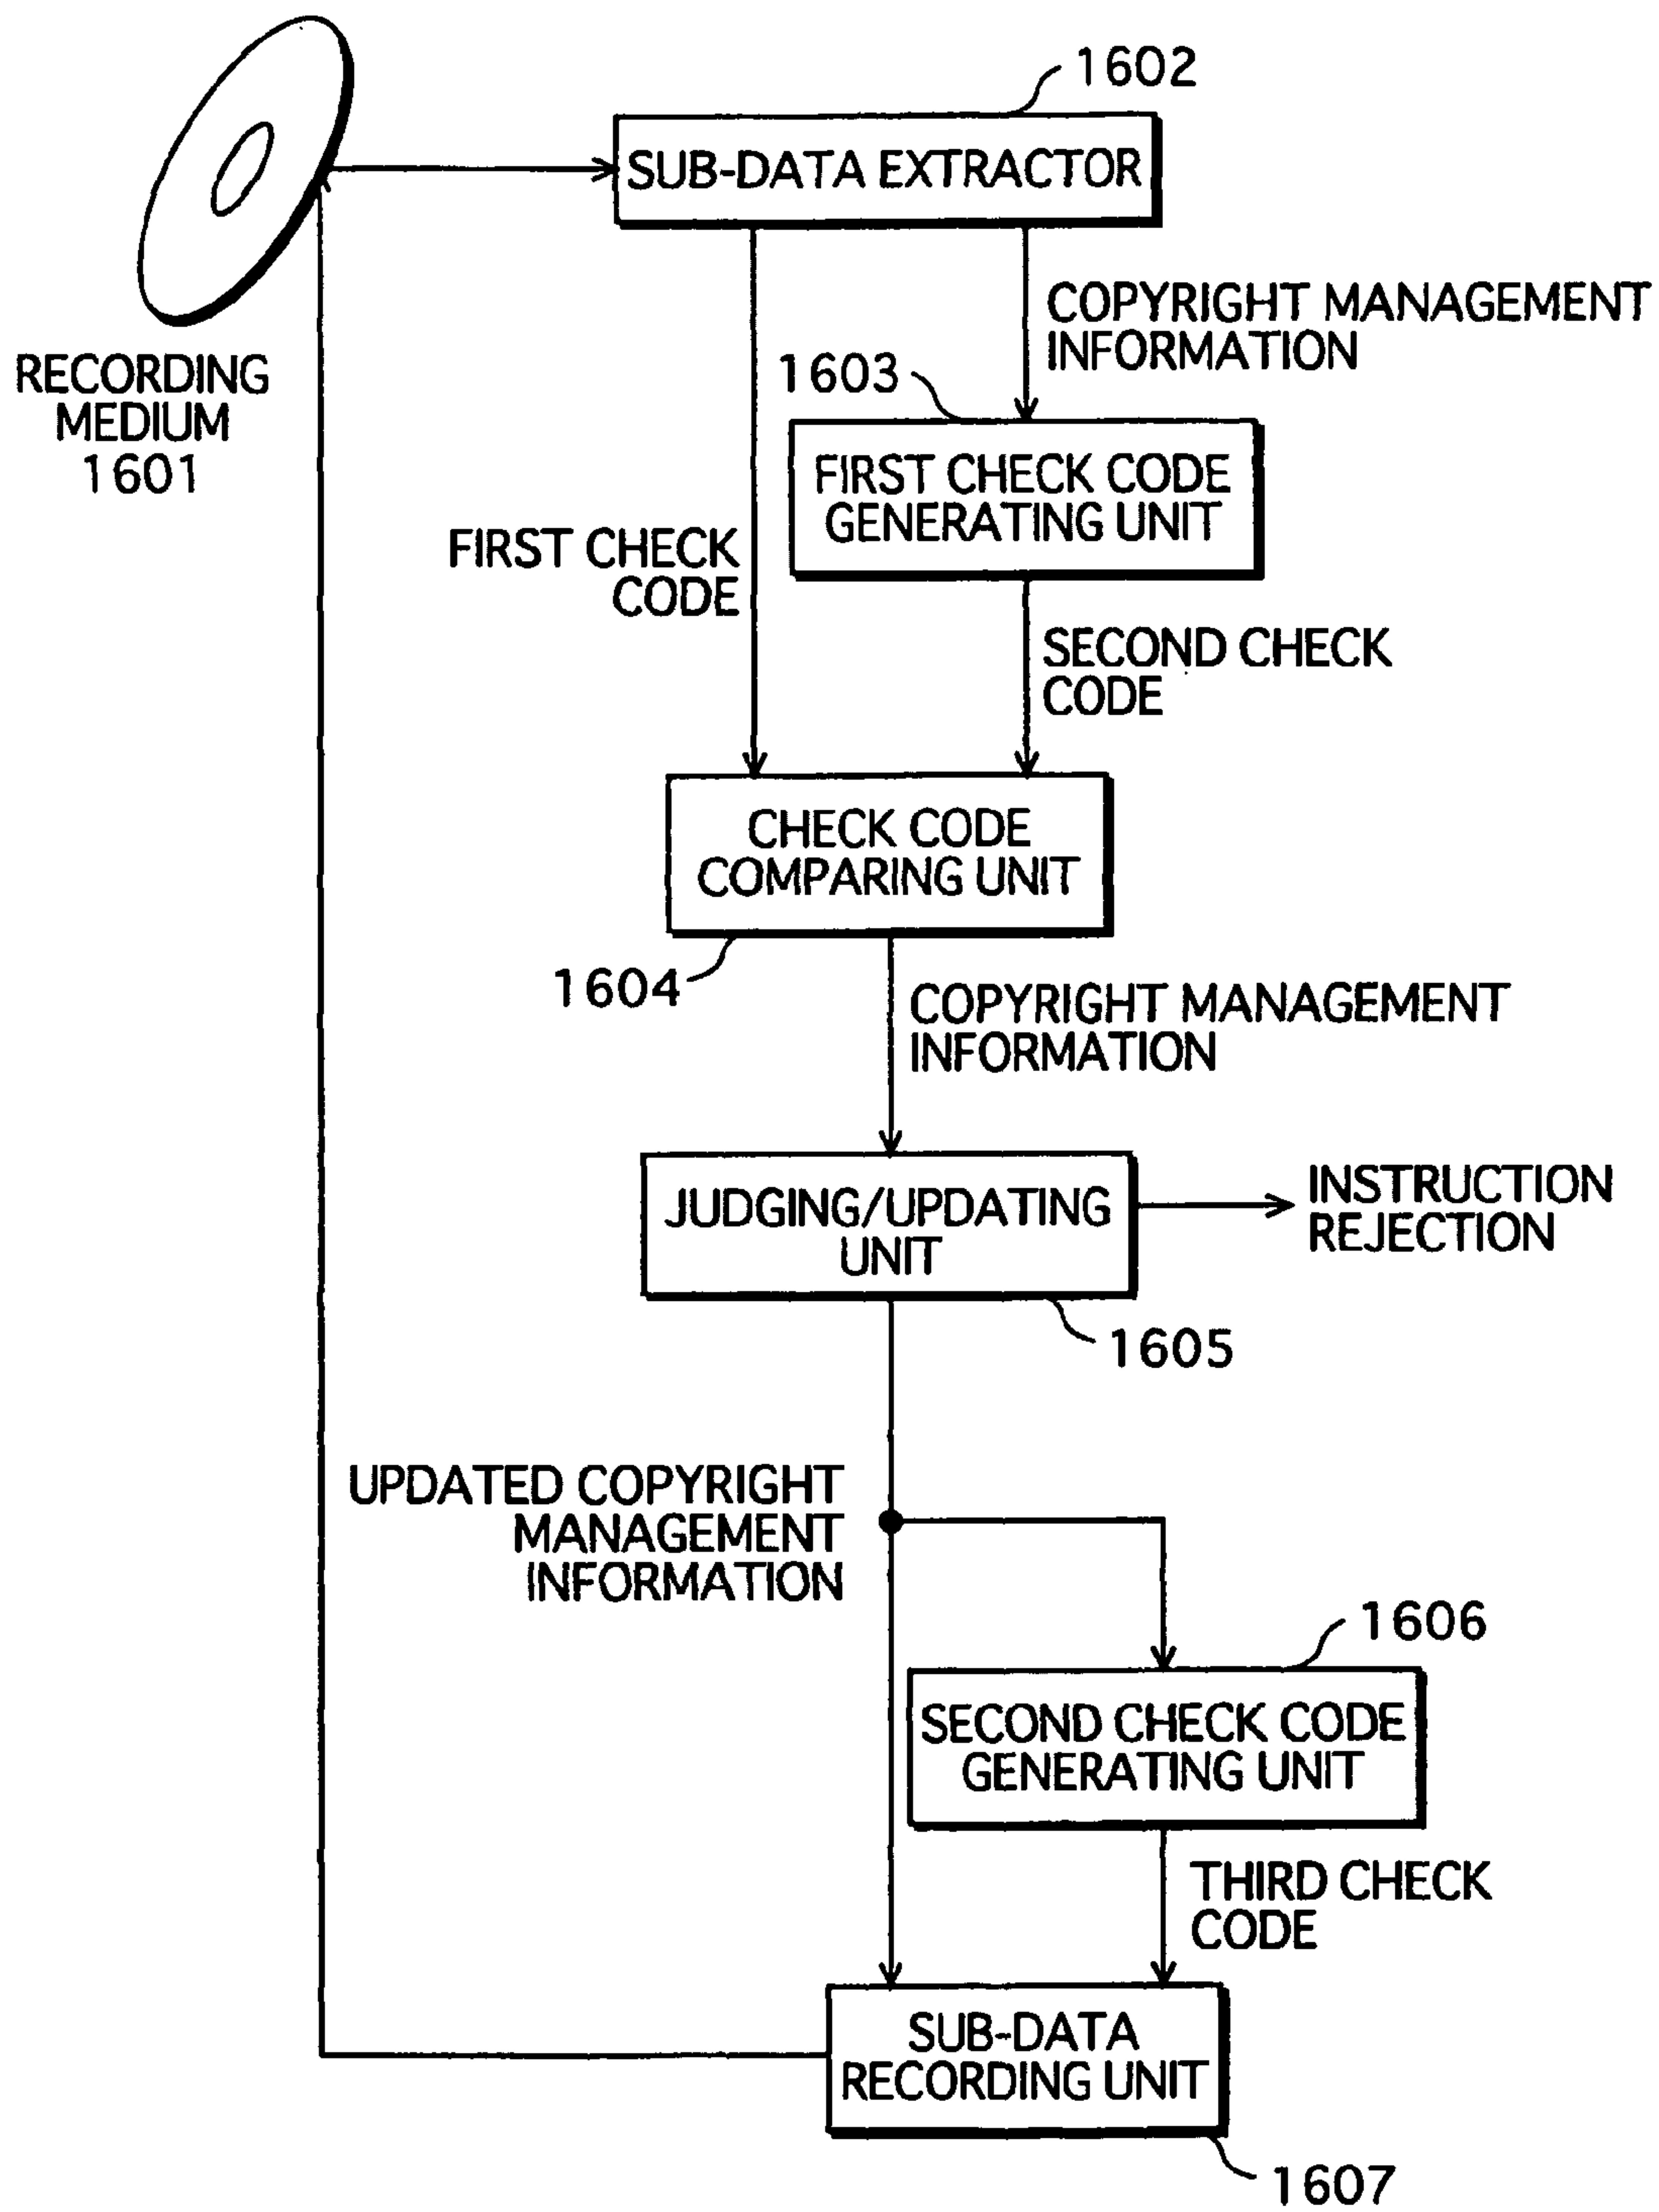 1602
SUB-DATA EXTRACTOR
COPYRIGHT MANAGEMENT
INFORMATION
RECORDING
MEDIUM
1601
1603
FIRST CHECK CODE
GENERATING UNIT
FIRST CHECK
CODE
SECOND CHECK
CODE
CHECK CODE
COMPARING UNIT
1604
COPYRIGHT MANAGEMENT
INFORMATION
JUDGING/UPDATING
UNIT
INSTRUCTION
REJECTION
1605
UPDATED COPYRIGHT
MANAGEMENT
INFORMATION
1606
SECOND CHECK CODE
GENERATING UNIT
THIRD CHECK
CODE
SUB-DATA
RECORDING UNIT
1607